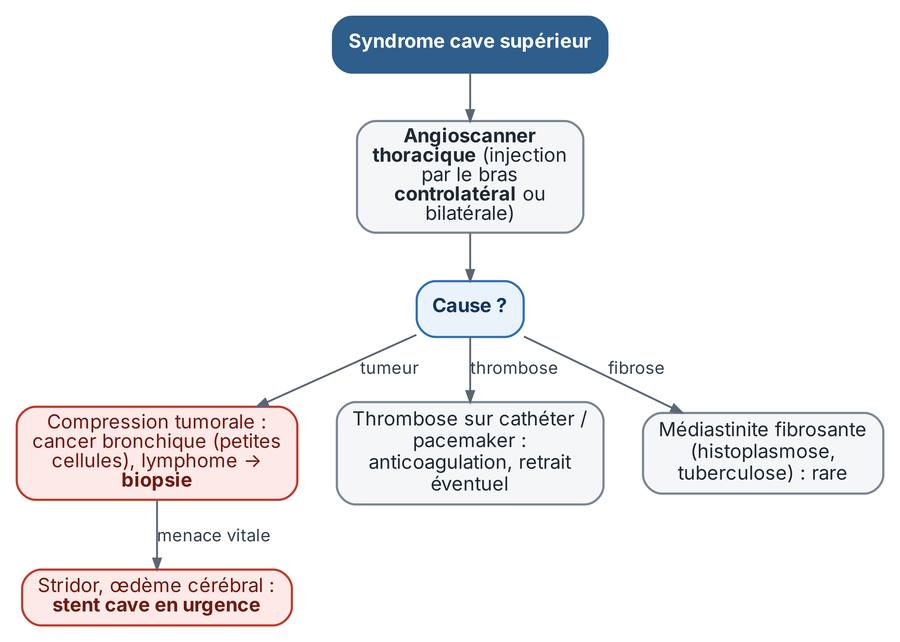 Syndrome cave supérieur
Angioscanner
thoracique (injection
par le bras
controlatéral ou
bilatérale)
Cause ?
tumeur
thrombose
fibrose
Compression tumorale :
cancer bronchique (petites
cellules), lymphome →
biopsie
Thrombose sur cathéter /
pacemaker :
anticoagulation, retrait
éventuel
Médiastinite fibrosante
(histoplasmose,
tuberculose) : rare
menace vitale
Stridor, œdème cérébral :
stent cave en urgence